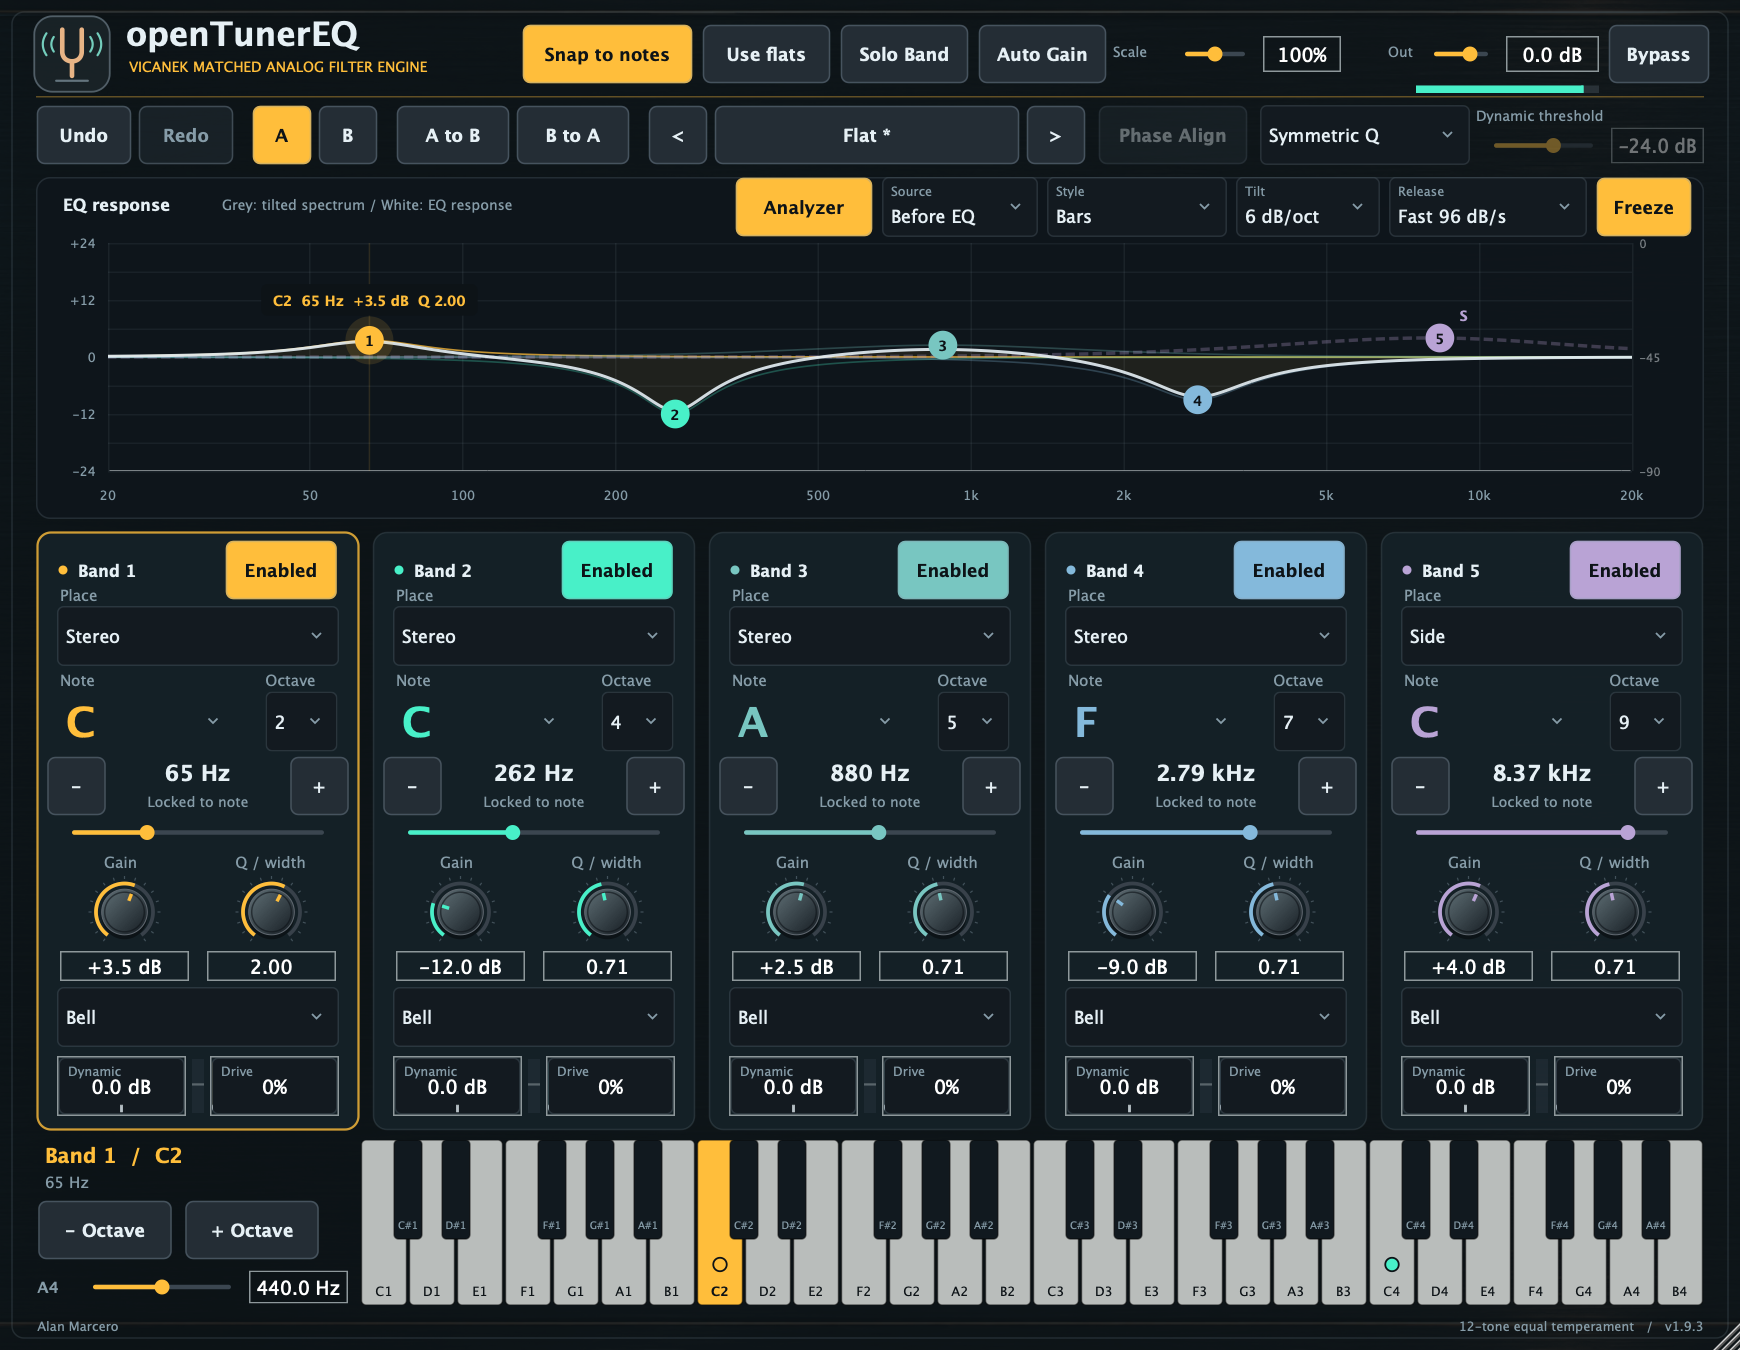 openTunerEQ
VICANEK MATCHED ANALOG FILTER ENGINE
Snap to notes
Use flats
Solo Band
Auto Gain
Scale
100%
Out
0.0 dB
Bypass
Undo
Redo
A
B
A to B
B to A
<
Flat *
>
Phase Align
Symmetric Q
Dynamic threshold
-24.0 dB
EQ response
Grey: tilted spectrum / White: EQ response
Analyzer
Source
Before EQ
Style
Bars
Tilt
6 dB/oct
Release
Fast 96 dB/s
Freeze
+24
0
+12
C2 65 Hz +3.5 dB Q 2.00
S
1
3
5
0
-45
2
4
-12
-24
-90
20 50 100 200 500 1k 2k 5k 10k 20k
Band 1
Enabled
Place
Stereo
Note
Octave
C
2
-
65 Hz
Locked to note
+
Gain
Q / width
+3.5 dB
2.00
Bell
Dynamic
0.0 dB
Drive
0%
Band 2
Enabled
Place
Stereo
Note
Octave
C
4
-
262 Hz
Locked to note
+
Gain
Q / width
-12.0 dB
0.71
Bell
Dynamic
0.0 dB
Drive
0%
Band 3
Enabled
Place
Stereo
Note
Octave
A
5
-
880 Hz
Locked to note
+
Gain
Q / width
+2.5 dB
0.71
Bell
Dynamic
0.0 dB
Drive
0%
Band 4
Enabled
Place
Stereo
Note
Octave
F
7
-
2.79 kHz
Locked to note
+
Gain
Q / width
-9.0 dB
0.71
Bell
Dynamic
0.0 dB
Drive
0%
Band 5
Enabled
Place
Side
Note
Octave
C
9
-
8.37 kHz
Locked to note
+
Gain
Q / width
+4.0 dB
0.71
Bell
Dynamic
0.0 dB
Drive
0%
Band 1 / C2
65 Hz
- Octave
+ Octave
A4
440.0 Hz
C#1 D#1 F#1 G#1 A#1 C#2 D#2 F#2 G#2 A#2 C#3 D#3 F#3 G#3 A#3 C#4 D#4 F#4 G#4 A#4
C1 D1 E1 F1 G1 A1 B1 C2 D2 E2 F2 G2 A2 B2 C3 D3 E3 F3 G3 A3 B3 C4 D4 E4 F4 G4 A4 B4
Alan Marcero
12-tone equal temperament / v1.9.3